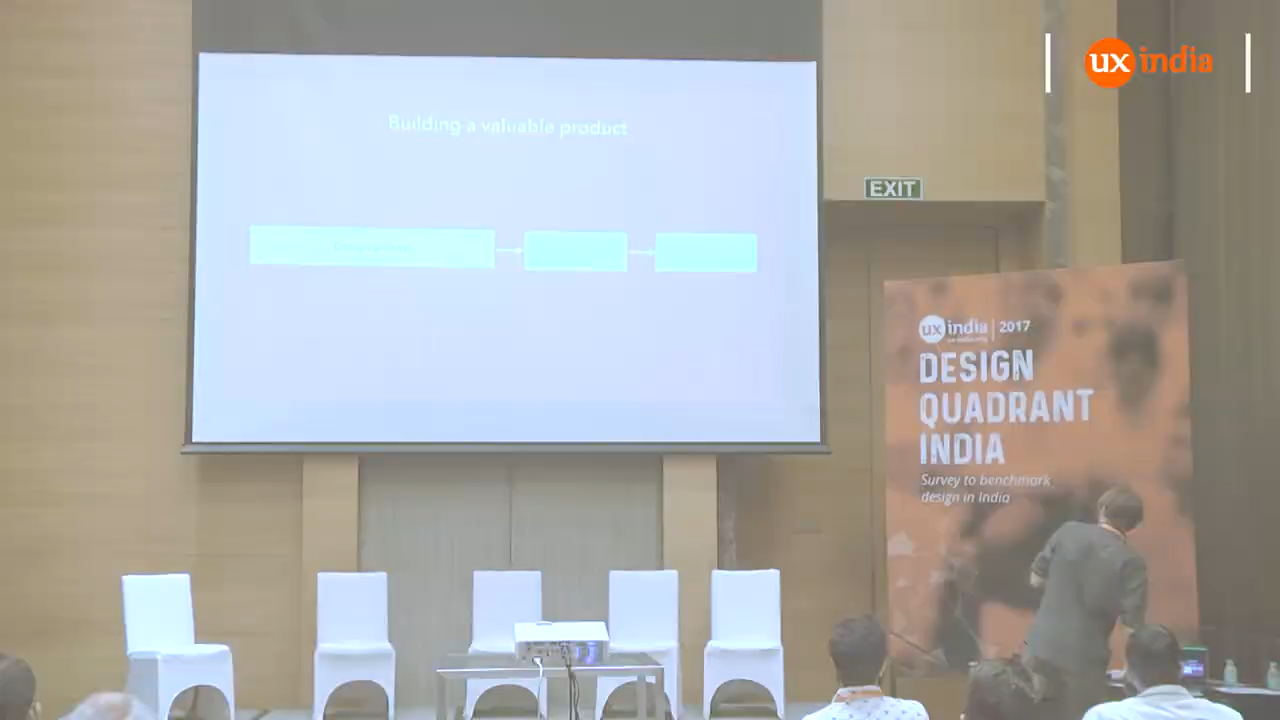 Building a valuable product
ux india
EXIT
ux india | 2017
DESIGN
QUADRANT
INDIA
Survey to benchmark
design in India